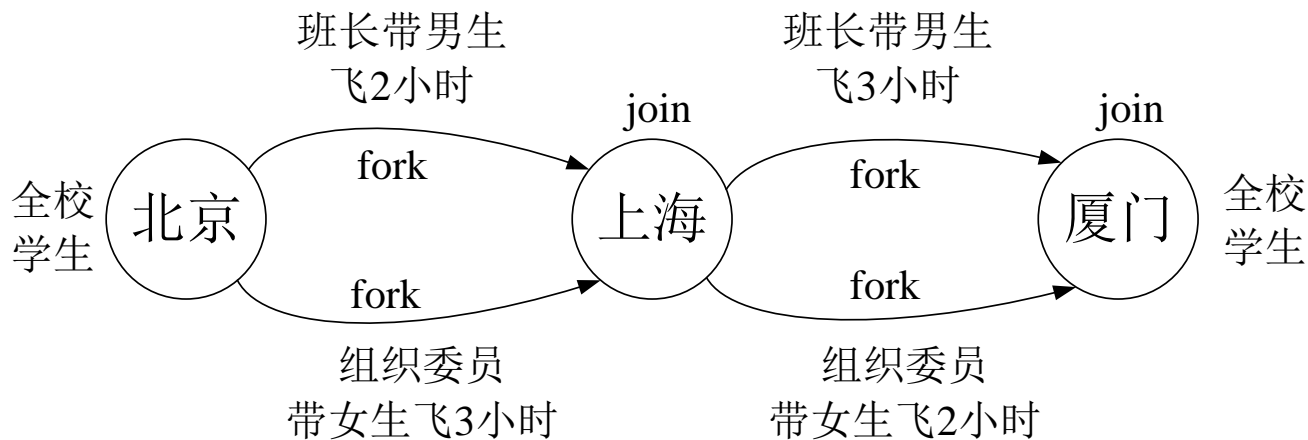 班长带男生
飞2小时
班长带男生
飞3小时
join
join
fork
fork
全校
学生
北京
上海
厦门
全校
学生
fork
fork
组织委员
带女生飞3小时
组织委员
带女生飞2小时